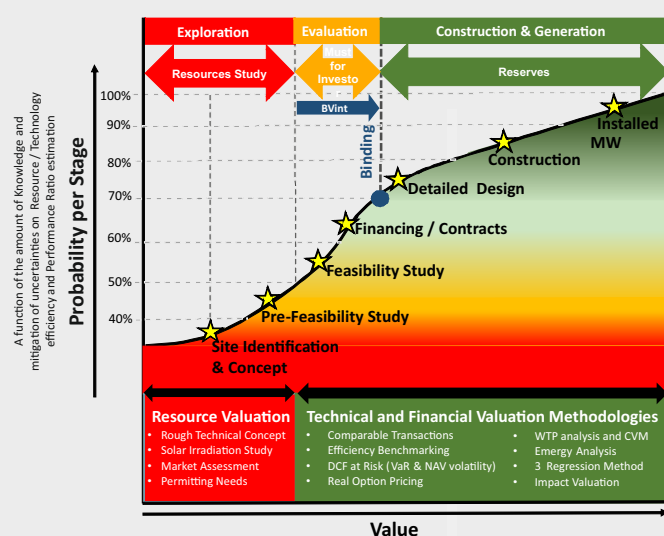 Exploration
Evaluation
Construction & Generation
Resources Study
Must
for
Investo
Reserves
BVint
Binding
A function of the amount of Knowledge and
mitigation of uncertainties on Resource / Technology
efficiency and Performance Ratio estimation
Probability per Stage
100%
90%
80%
70%
60%
50%
40%
Installed
MW
Construction
Detailed Design
Financing / Contracts
Feasibility Study
Pre-Feasibility Study
Site Identification
& Concept
Resource Valuation
• Rough Technical Concept
• Solar Irradiation Study
• Market Assessment
• Permitting Needs
Technical and Financial Valuation Methodologies
• Comparable Transactions
• Efficiency Benchmarking
• DCF at Risk (VaR & NAV volatility)
• Real Option Pricing
• WTP analysis and CVM
• Emergy Analysis
• 3 Regression Method
• Impact Valuation
Value